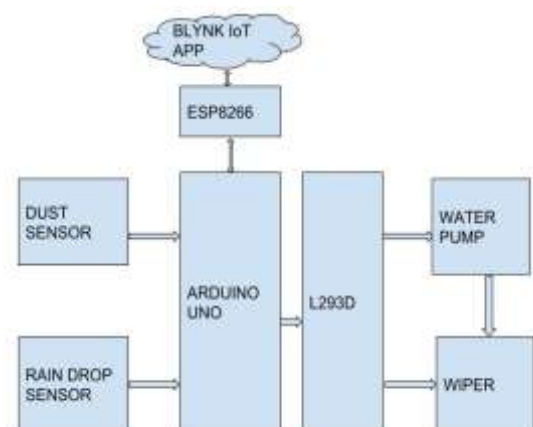 BLYNK IoT
APP
ESP8266
DUST
SENSOR
ARDUINO
UNO
L293D
WATER
PUMP
RAIN DROP
SENSOR
WIPER